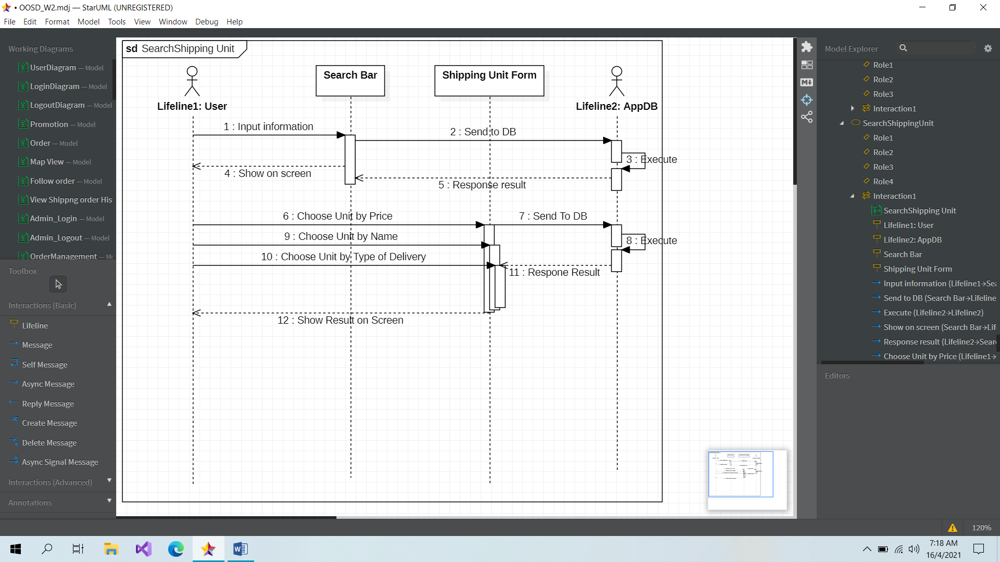 • OOSD_W2.mdj — StarUML (UNREGISTERED)
File Edit Format Model Tools View Window Debug Help
Working Diagrams
UserDiagram — Model
LoginDiagram — Model
LogoutDiagram — Model
Promotion — Model
Order — Model
Map View — Model
Follow order — Model
View Shippng order His
Admin_Login — Model
Admin_Logout — Model
OrderManagement — Mo
Toolbox
Interactions (Basic)
Lifeline
Message
Self Message
Async Message
Reply Message
Create Message
Delete Message
Async Signal Message
Interactions (Advanced)
Annotations
sd SearchShipping Unit
Search Bar
Shipping Unit Form
Lifeline1: User
Lifeline2: AppDB
1 : Input information
2 : Send to DB
3 : Execute
4 : Show on screen
5 : Response result
6 : Choose Unit by Price
7 : Send To DB
9 : Choose Unit by Name
8 : Execute
10 : Choose Unit by Type of Delivery
11 : Respone Result
12 : Show Result on Screen
Model Explorer
Role1
Role2
Role3
Interaction1
SearchShippingUnit
Role1
Role2
Role3
Role4
Interaction1
SearchShipping Unit
Lifeline1: User
Lifeline2: AppDB
Search Bar
Shipping Unit Form
Input information (Lifeline1→Sea
Send to DB (Search Bar→Lifeline
Execute (Lifeline2→Lifeline2)
Show on screen (Search Bar→Lif
Response result (Lifeline2→Sear
Choose Unit by Price (Lifeline1→
Editors
120%
7:18 AM
16/4/2021